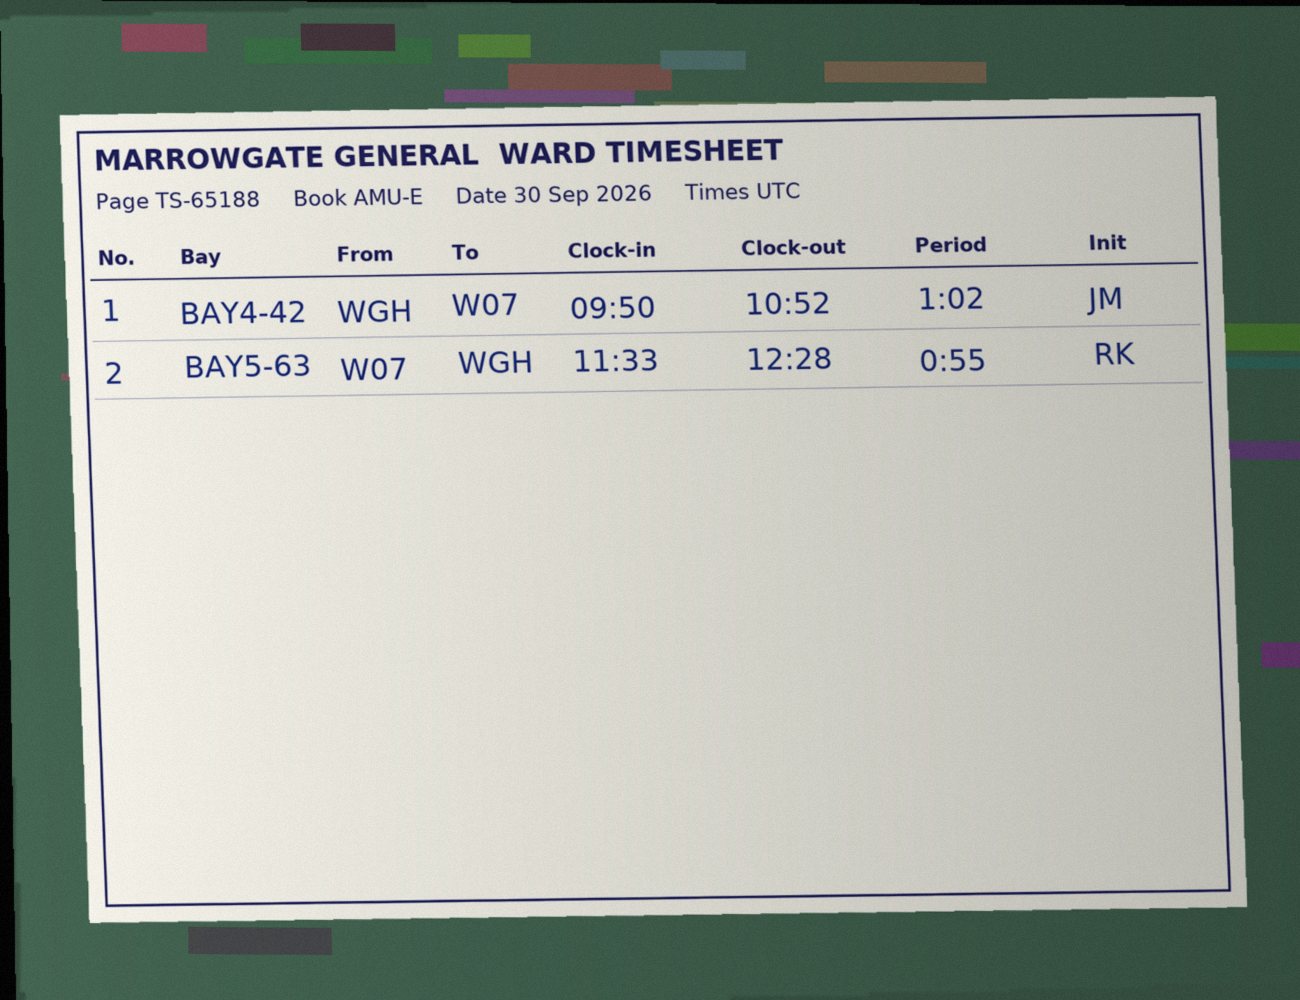 MARROWGATE GENERAL WARD TIMESHEET
Page TS-65188 Book AMU-E Date 30 Sep 2026 Times UTC
No. Bay From To Clock-in Clock-out Period Init
1 BAY4-42 WGH W07 09:50 10:52 1:02 JM
2 BAY5-63 W07 WGH 11:33 12:28 0:55 RK